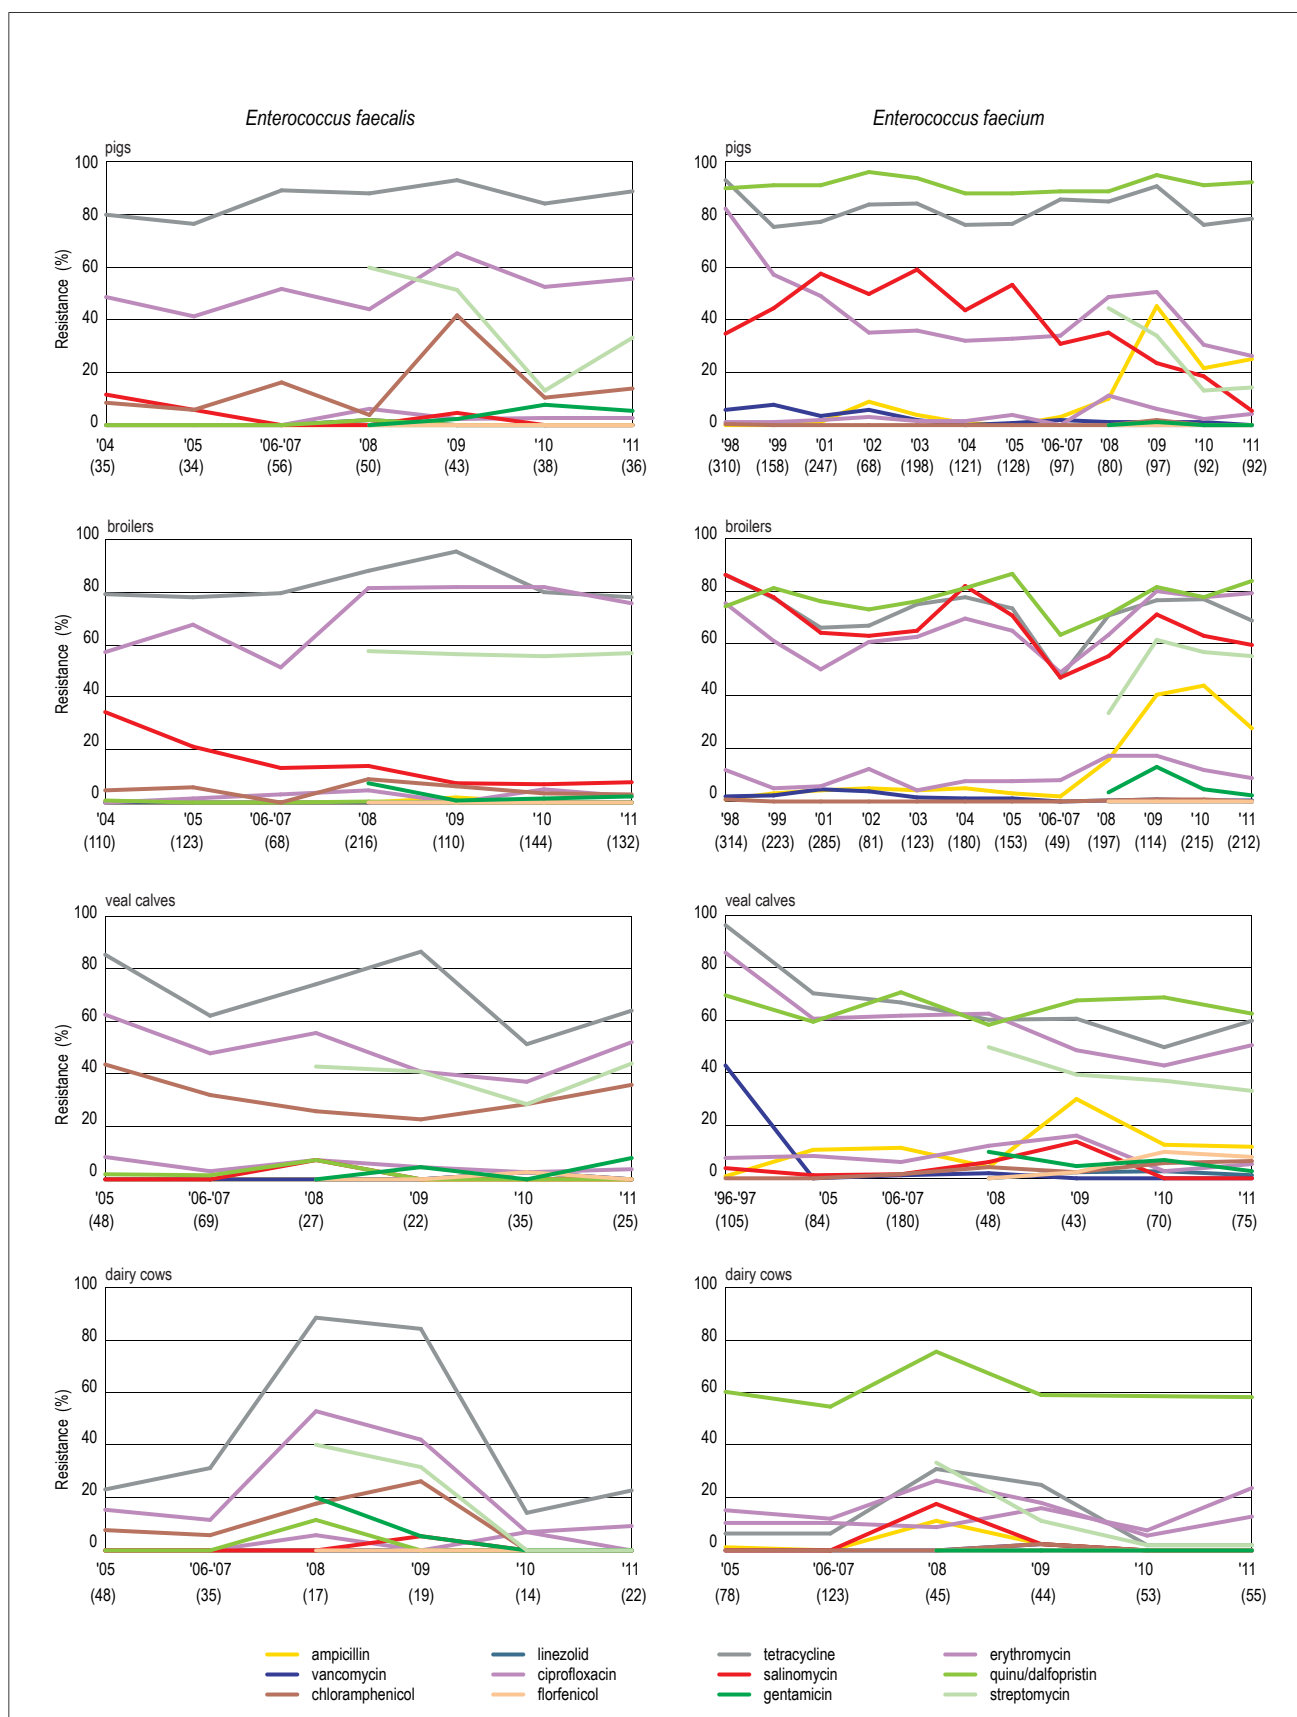 Enterococcus faecalis
Enterococcus faecium
pigs
100
80
60
40
20
0
Resistance (%)
'04 '05 '06-'07 '08 '09 '10 '11
(35) (34) (56) (50) (43) (38) (36)
pigs
100
80
60
40
20
0
'98 '99 '01 '02 '03 '04 '05 '06-'07 '08 '09 '10 '11
(310) (158) (247) (68) (198) (121) (128) (97) (80) (97) (92) (92)
broilers
100
80
60
40
20
0
Resistance (%)
'04 '05 '06-'07 '08 '09 '10 '11
(110) (123) (68) (216) (110) (144) (132)
broilers
100
80
60
40
20
0
'98 '99 '01 '02 '03 '04 '05 '06-'07 '08 '09 '10 '11
(314) (223) (285) (81) (123) (180) (153) (49) (197) (114) (215) (212)
veal calves
100
80
60
40
20
0
Resistance (%)
'05 '06-'07 '08 '09 '10 '11
(48) (69) (27) (22) (35) (25)
veal calves
100
80
60
40
20
0
'96-'97 '05 '06-'07 '08 '09 '10 '11
(105) (84) (180) (48) (43) (70) (75)
dairy cows
100
80
60
40
20
0
Resistance (%)
'05 '06-'07 '08 '09 '10 '11
(48) (35) (17) (19) (14) (22)
dairy cows
100
80
60
40
20
0
'05 '06-'07 '08 '09 '10 '11
(78) (123) (45) (44) (53) (55)
ampicillin linezolid tetracycline erythromycin
vancomycin ciprofloxacin salinomycin quinu/dalfopristin
chloramphenicol florfenicol gentamicin streptomycin